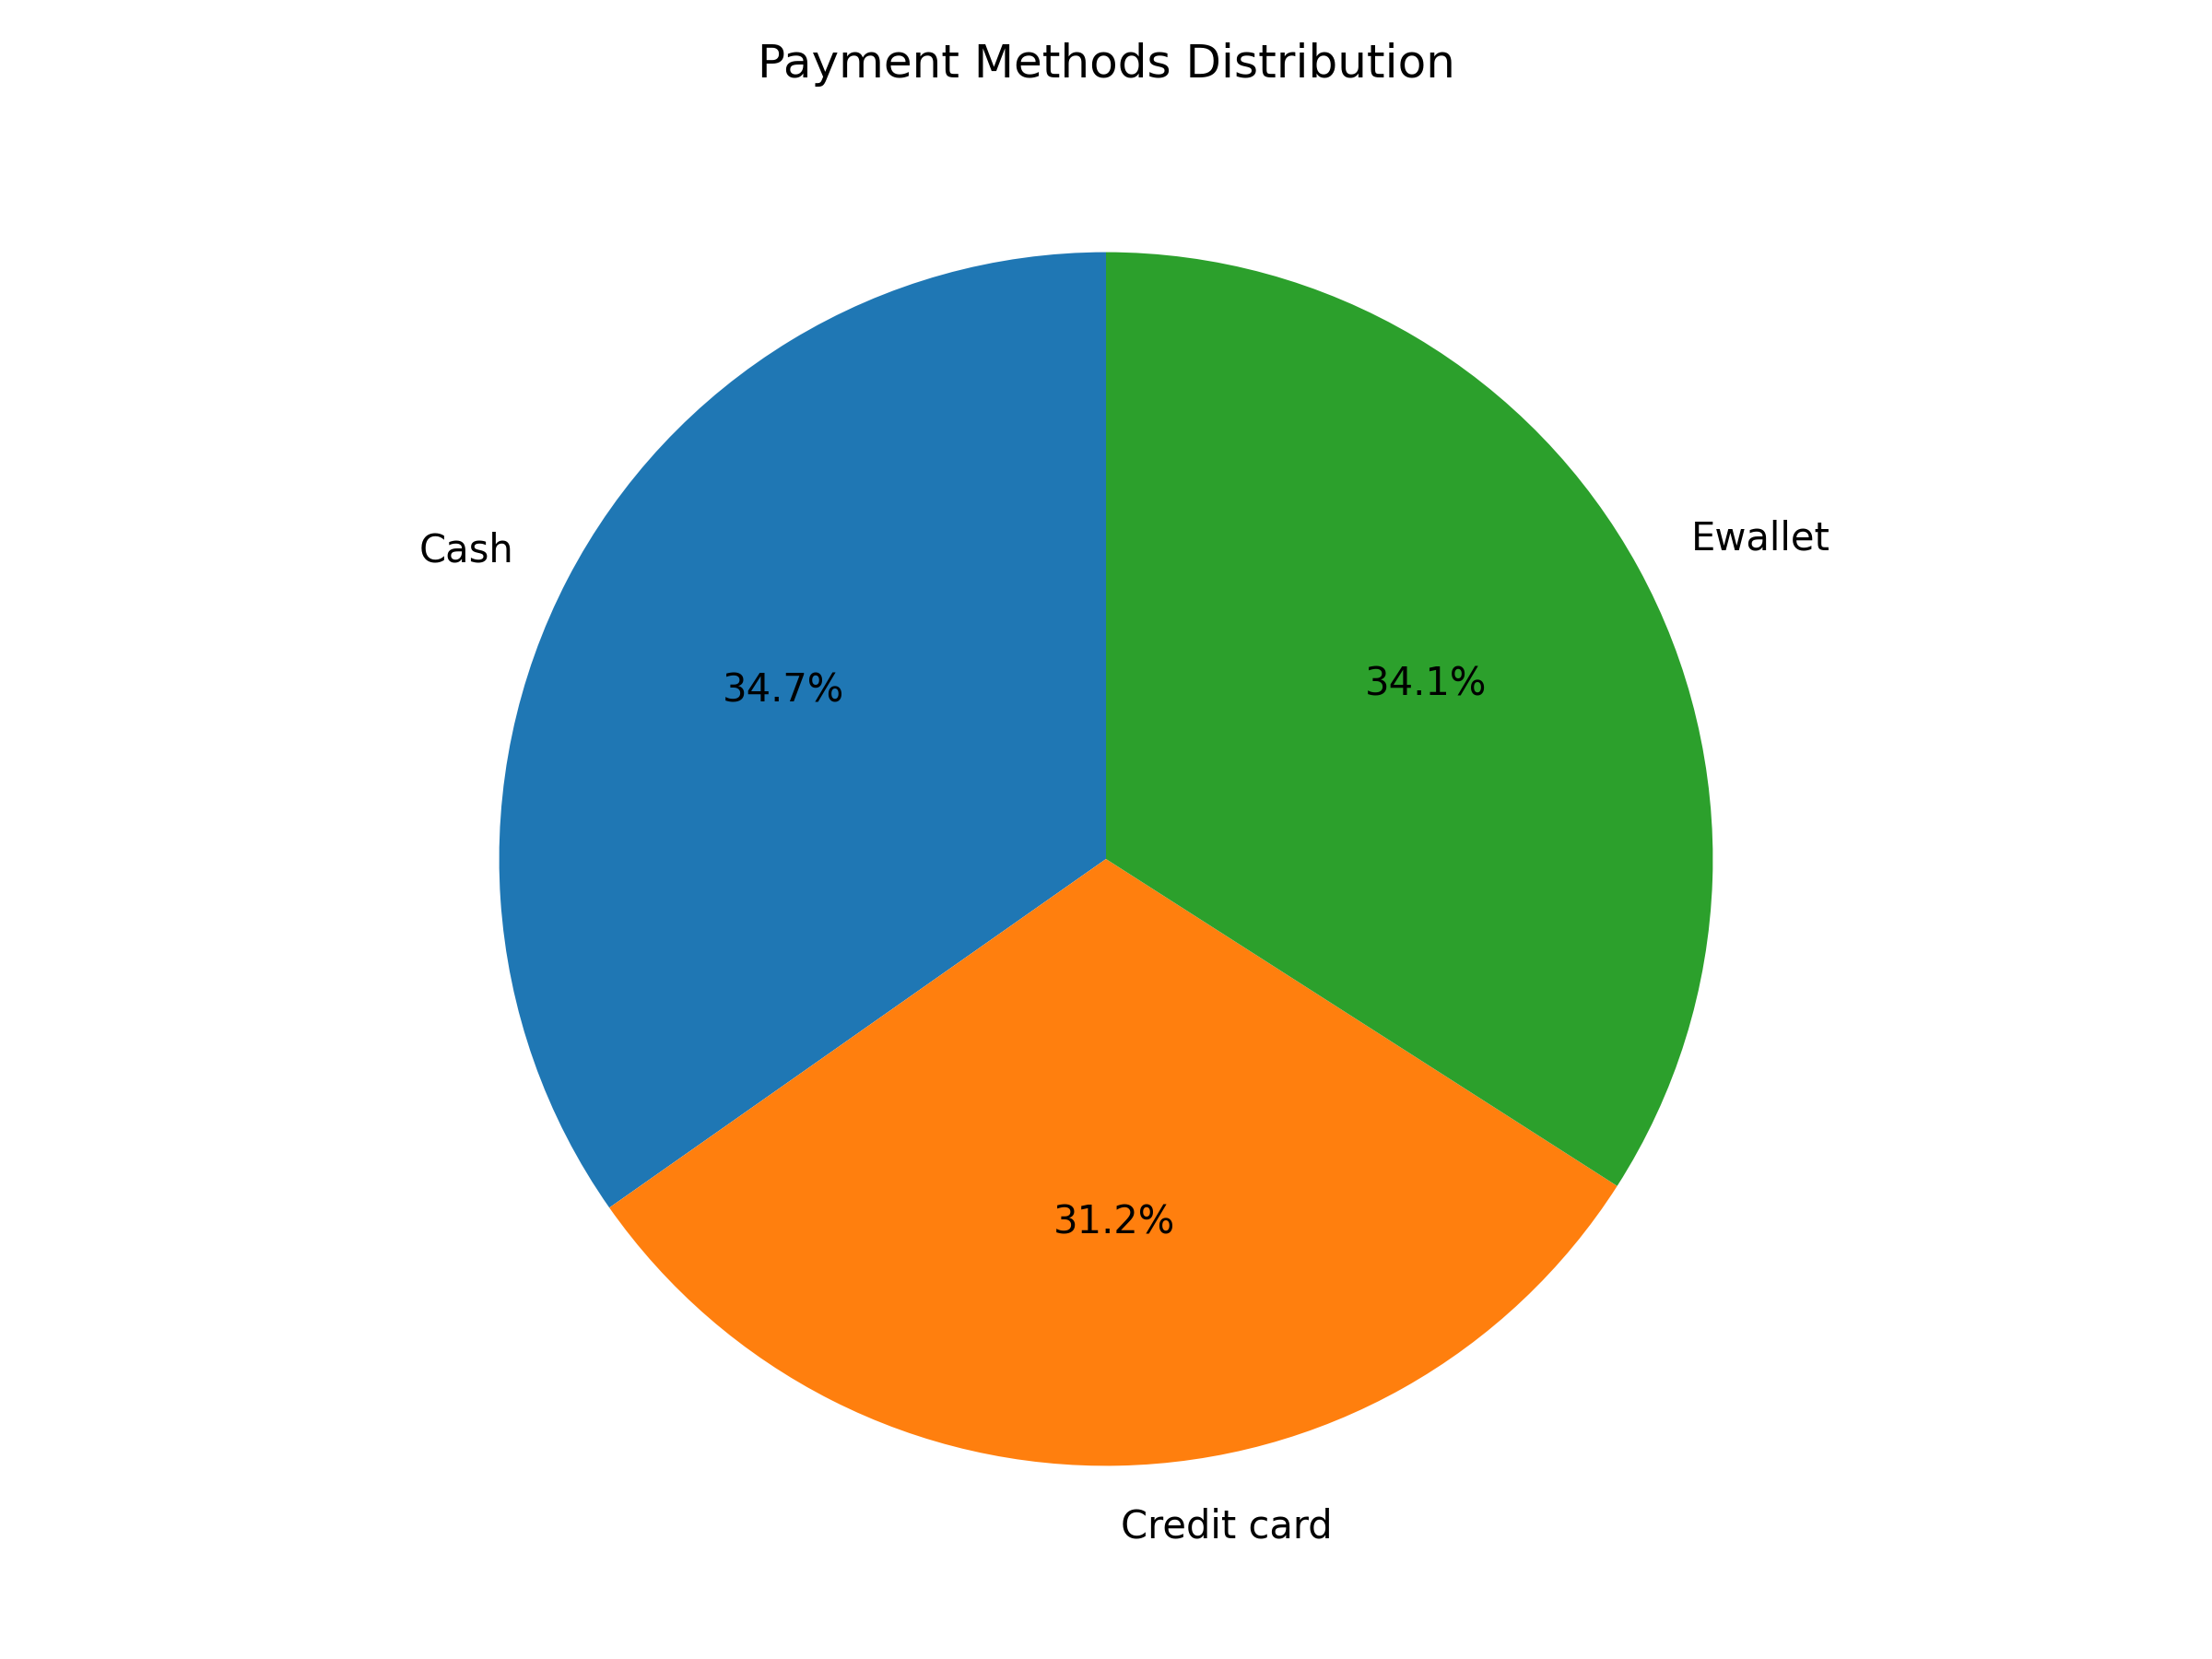 Payment Methods Distribution
Ewallet
Cash
34.1%
34.7%
31.2%
Credit card